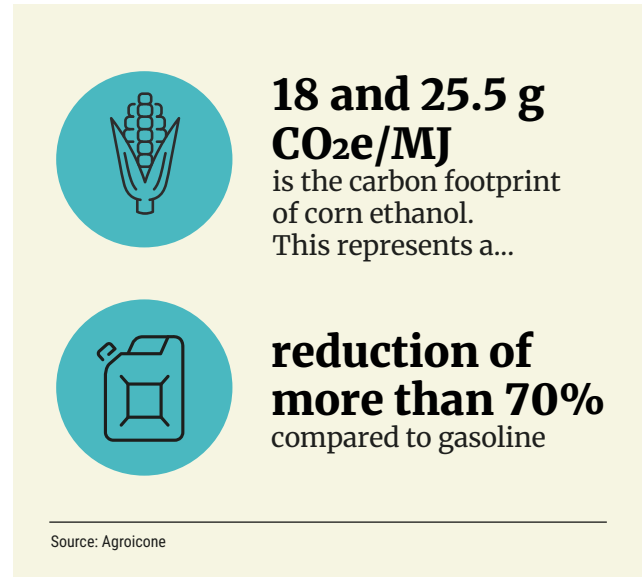 18 and 25.5 g
CO₂e/MJ
is the carbon footprint
of corn ethanol.
This represents a...
reduction of
more than 70%
compared to gasoline
Source: Agroicone